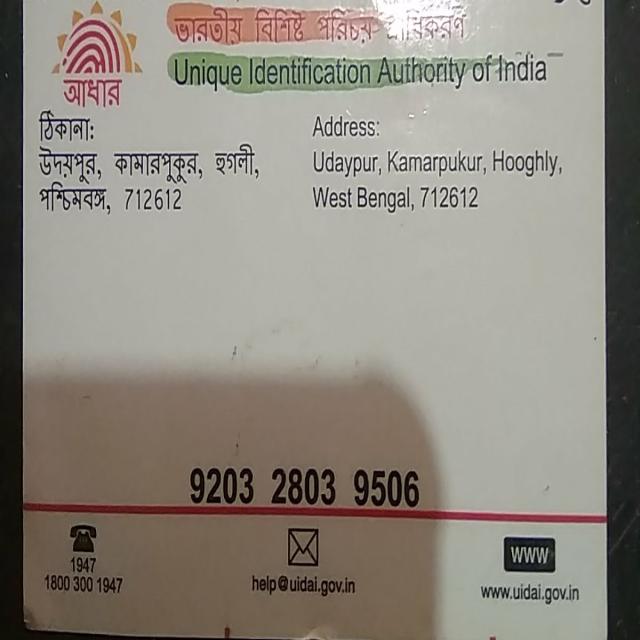 ভারতীয় বিশিষ্ট পরিচয় প্রাধিকরণ
Unique Identification Authority of India
আধার
ঠিকানা:
উদয়পুর, কামারপুকুর, হুগলী,
পশ্চিমবঙ্গ, 712612
Address:
Udaypur, Kamarpukur, Hooghly,
West Bengal, 712612
9203 2803 9506
1947
1800 300 1947
help@uidai.gov.in
www
www.uidai.gov.in